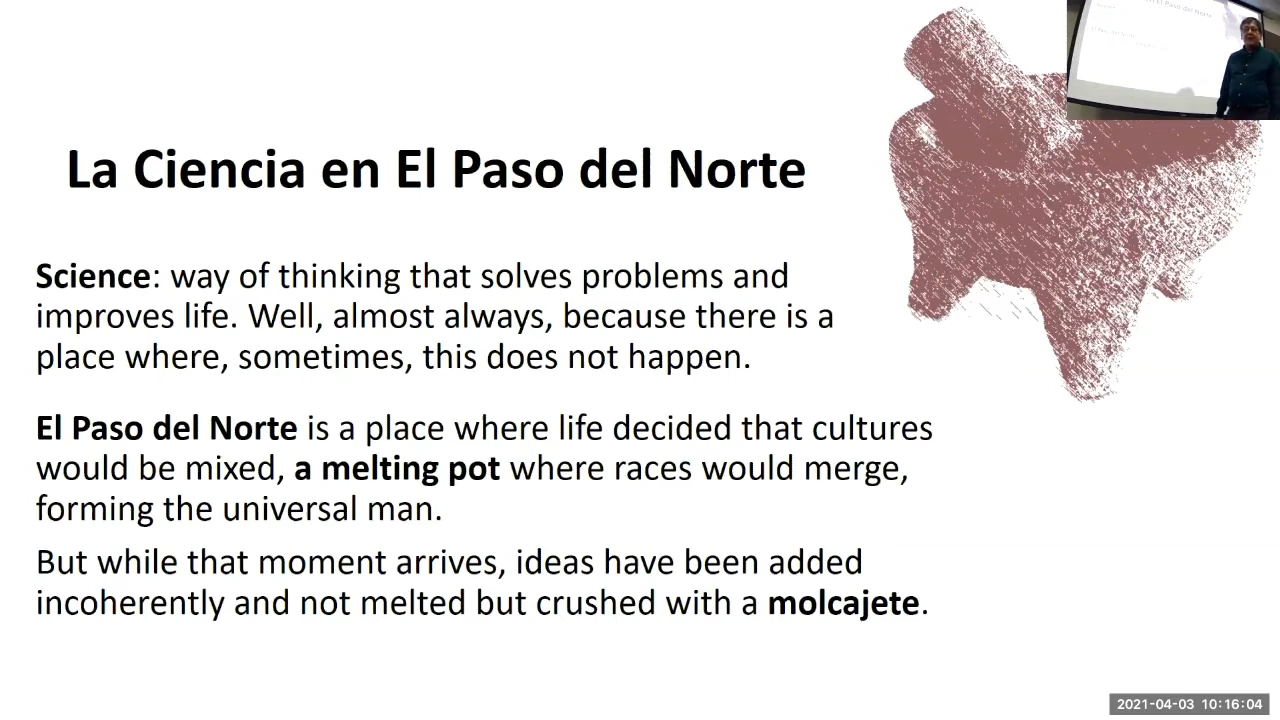 La Ciencia en El Paso del Norte
Science: way of thinking that solves problems and
improves life. Well, almost always, because there is a
place where, sometimes, this does not happen.
El Paso del Norte is a place where life decided that cultures
would be mixed, a melting pot where races would merge,
forming the universal man.
But while that moment arrives, ideas have been added
incoherently and not melted but crushed with a molcajete.
2021-04-03 10:16:04